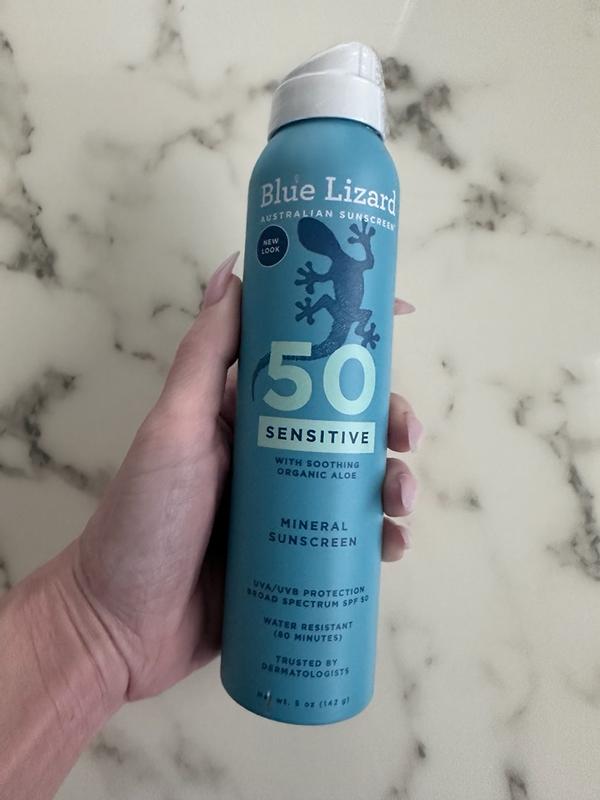 Blue Lizard
AUSTRALIAN SUNSCREEN
NEW
LOOK
50
SENSITIVE
WITH SOOTHING
ORGANIC ALOE
MINERAL
SUNSCREEN
UVA/UVB PROTECTION
BROAD SPECTRUM SPF 50
WATER RESISTANT
(80 MINUTES)
TRUSTED BY
DERMATOLOGISTS
Net wt. 5 oz (142 g)